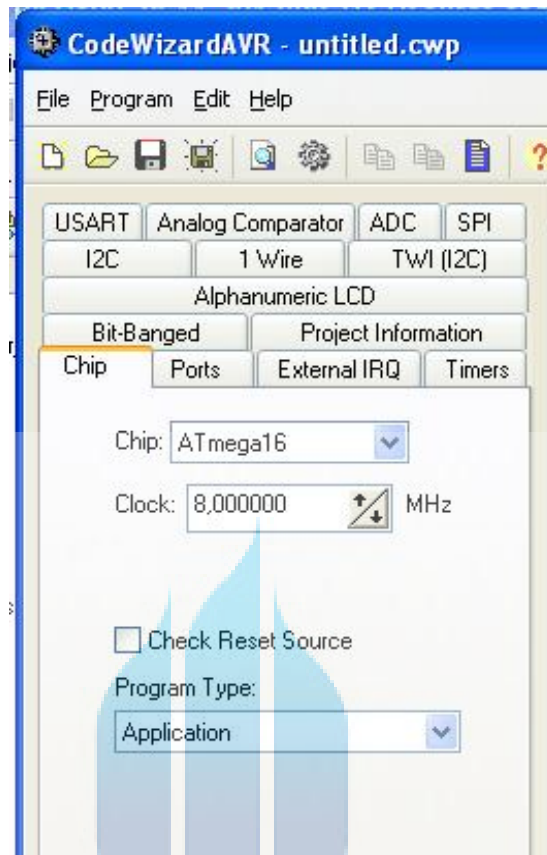 CodeWizardAVR - untitled.cwp
File Program Edit Help
USART Analog Comparator ADC SPI
I2C 1 Wire TWI (I2C)
Alphanumeric LCD
Bit-Banged Project Information
Chip Ports External IRQ Timers
Chip: ATmega16
Clock: 8,000000 MHz
Check Reset Source
Program Type:
Application